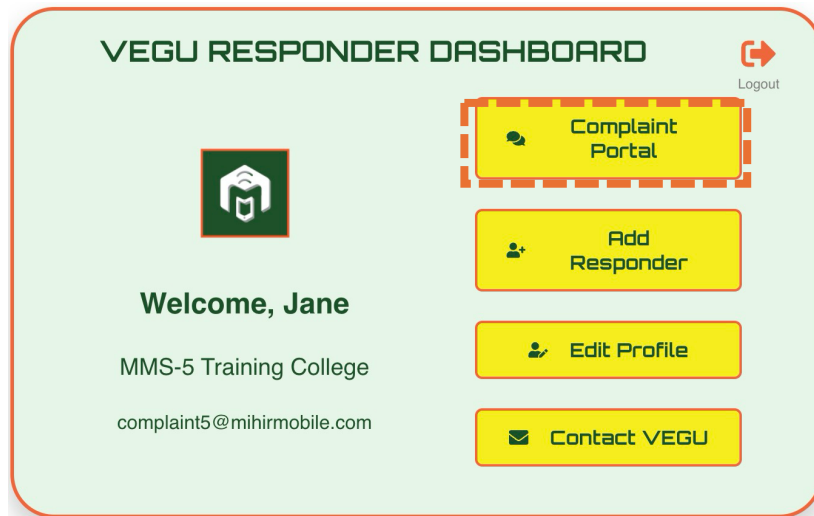 VEGU RESPONDER DASHBOARD
Logout
Complaint
Portal
Add
Responder
Welcome, Jane
Edit Profile
MMS-5 Training College
complaint5@mihirmobile.com
Contact VEGU